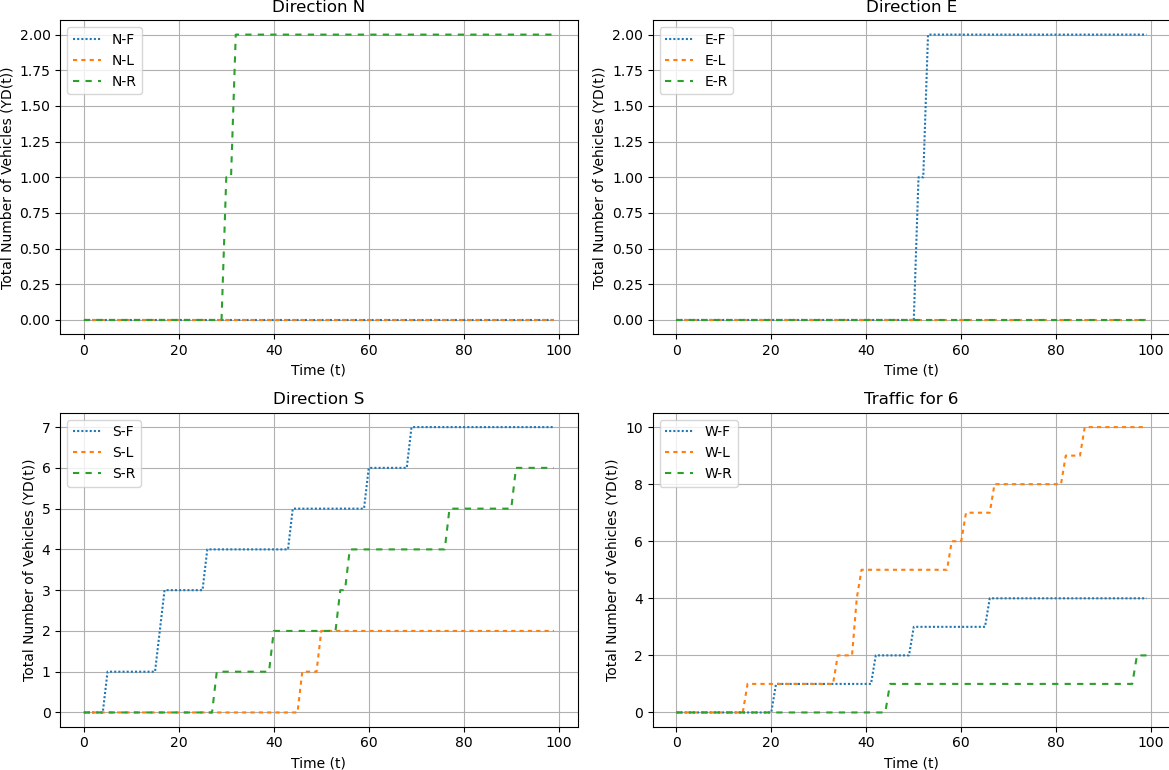 Direction N
Total Number of Vehicles (YD(t))
2.00
1.75
1.50
1.25
1.00
0.75
0.50
0.25
0.00
N-F
N-L
N-R
0 20 40 60 80 100
Time (t)
Direction E
Total Number of Vehicles (YD(t))
2.00
1.75
1.50
1.25
1.00
0.75
0.50
0.25
0.00
E-F
E-L
E-R
0 20 40 60 80 100
Time (t)
Direction S
Total Number of Vehicles (YD(t))
7
6
5
4
3
2
1
0
S-F
S-L
S-R
0 20 40 60 80 100
Time (t)
Traffic for 6
Total Number of Vehicles (YD(t))
10
8
6
4
2
0
W-F
W-L
W-R
0 20 40 60 80 100
Time (t)